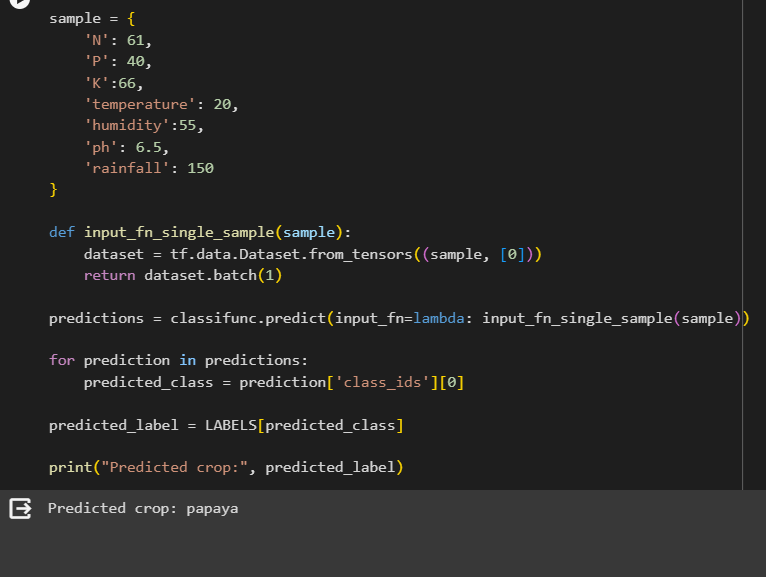 sample = {
    'N': 61,
    'P': 40,
    'K':66,
    'temperature': 20,
    'humidity':55,
    'ph': 6.5,
    'rainfall': 150
}

def input_fn_single_sample(sample):
    dataset = tf.data.Dataset.from_tensors((sample, [0]))
    return dataset.batch(1)

predictions = classifunc.predict(input_fn=lambda: input_fn_single_sample(sample))

for prediction in predictions:
    predicted_class = prediction['class_ids'][0]

predicted_label = LABELS[predicted_class]

print("Predicted crop:", predicted_label)
Predicted crop: papaya